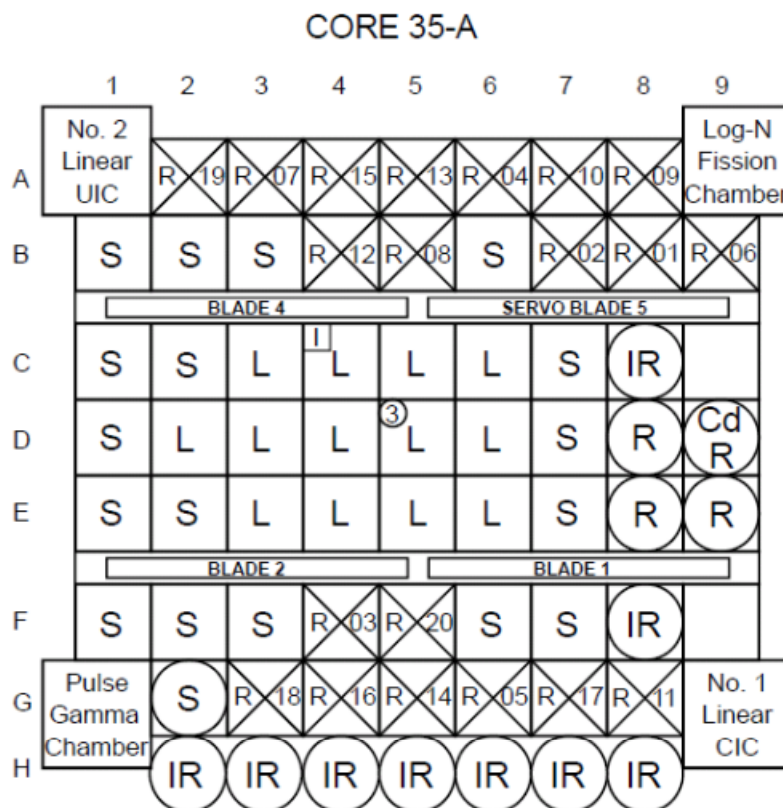 CORE 35-A
1 2 3 4 5 6 7 8 9
No. 2
Linear
UIC
Log-N
Fission
Chamber
A R 19 R 07 R 15 R 13 R 04 R 10 R 09
B S S S R 12 R 08 S R 02 R 01 R 06
BLADE 4 SERVO BLADE 5
C S S L I L L L S IR
D S L L L 3 L L S R Cd R
E S S L L L L S R R
BLADE 2 BLADE 1
F S S S R 03 R 20 S S IR
Pulse
Gamma
Chamber
G S R 18 R 16 R 14 R 05 R 17 R 11
No. 1
Linear
CIC
H IR IR IR IR IR IR IR